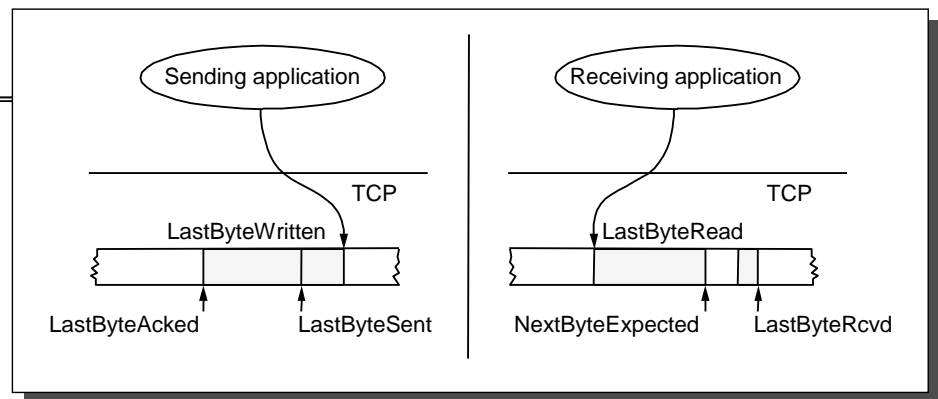 Sending application
Receiving application
TCP
TCP
LastByteWritten
LastByteRead
LastByteAcked
LastByteSent
NextByteExpected
LastByteRcvd